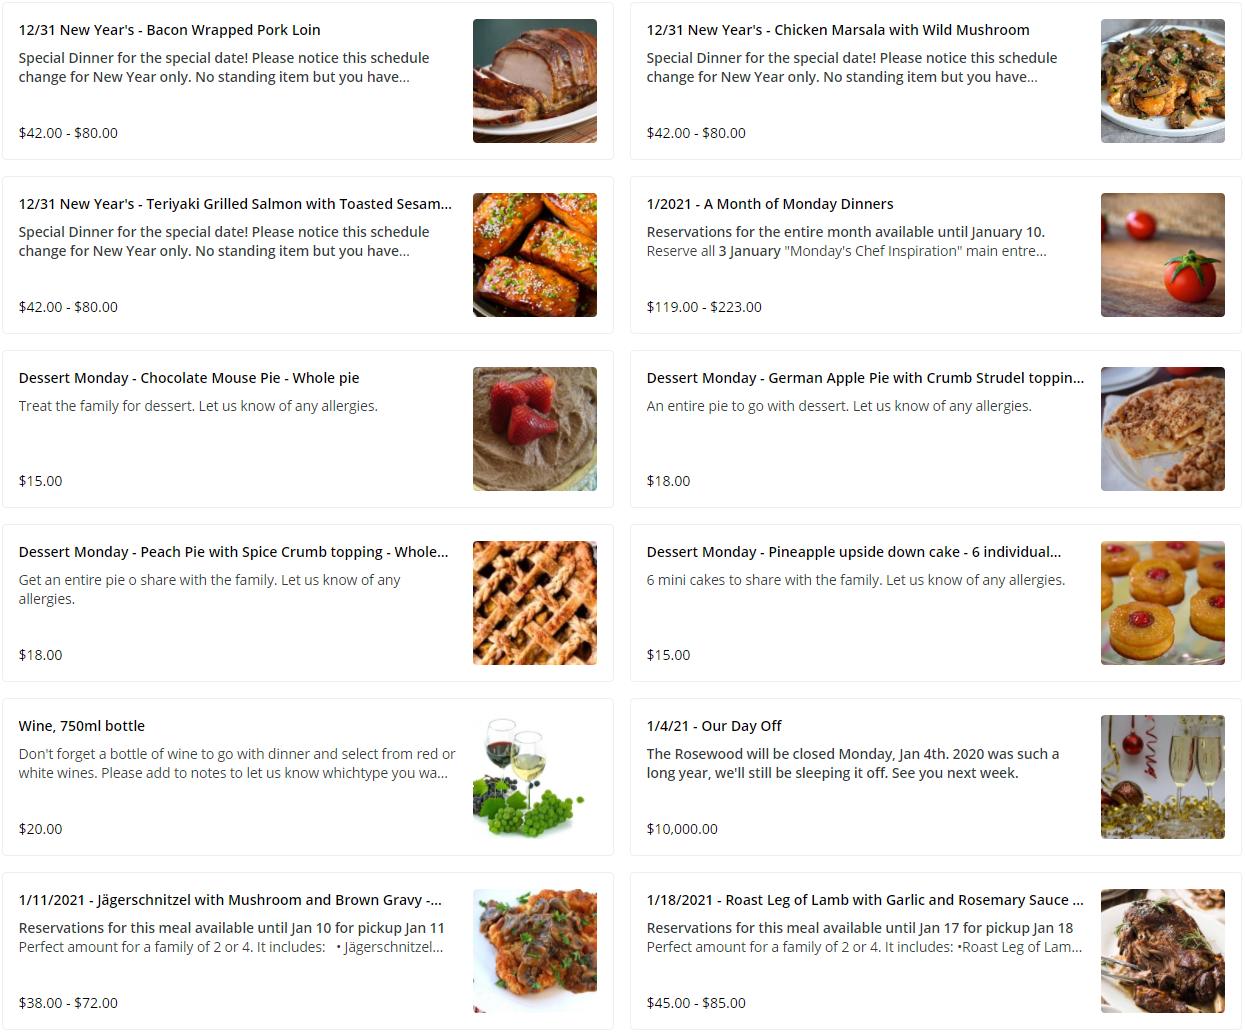 12/31 New Year's - Bacon Wrapped Pork Loin
Special Dinner for the special date! Please notice this schedule
change for New Year only. No standing item but you have...
$42.00 - $80.00
12/31 New Year's - Chicken Marsala with Wild Mushroom
Special Dinner for the special date! Please notice this schedule
change for New Year only. No standing item but you have...
$42.00 - $80.00
12/31 New Year's - Teriyaki Grilled Salmon with Toasted Sesam...
Special Dinner for the special date! Please notice this schedule
change for New Year only. No standing item but you have...
$42.00 - $80.00
1/2021 - A Month of Monday Dinners
Reservations for the entire month available until January 10.
Reserve all 3 January "Monday's Chef Inspiration" main entre...
$119.00 - $223.00
Dessert Monday - Chocolate Mouse Pie - Whole pie
Treat the family for dessert. Let us know of any allergies.
$15.00
Dessert Monday - German Apple Pie with Crumb Strudel toppin...
An entire pie to go with dessert. Let us know of any allergies.
$18.00
Dessert Monday - Peach Pie with Spice Crumb topping - Whole...
Get an entire pie o share with the family. Let us know of any
allergies.
$18.00
Dessert Monday - Pineapple upside down cake - 6 individual...
6 mini cakes to share with the family. Let us know of any allergies.
$15.00
Wine, 750ml bottle
Don't forget a bottle of wine to go with dinner and select from red or
white wines. Please add to notes to let us know whichtype you wa...
$20.00
1/4/21 - Our Day Off
The Rosewood will be closed Monday, Jan 4th. 2020 was such a
long year, we'll still be sleeping it off. See you next week.
$10,000.00
1/11/2021 - Jägerschnitzel with Mushroom and Brown Gravy -...
Reservations for this meal available until Jan 10 for pickup Jan 11
Perfect amount for a family of 2 or 4. It includes: • Jägerschnitzel...
$38.00 - $72.00
1/18/2021 - Roast Leg of Lamb with Garlic and Rosemary Sauce ...
Reservations for this meal available until Jan 17 for pickup Jan 18
Perfect amount for a family of 2 or 4. It includes: •Roast Leg of Lam...
$45.00 - $85.00